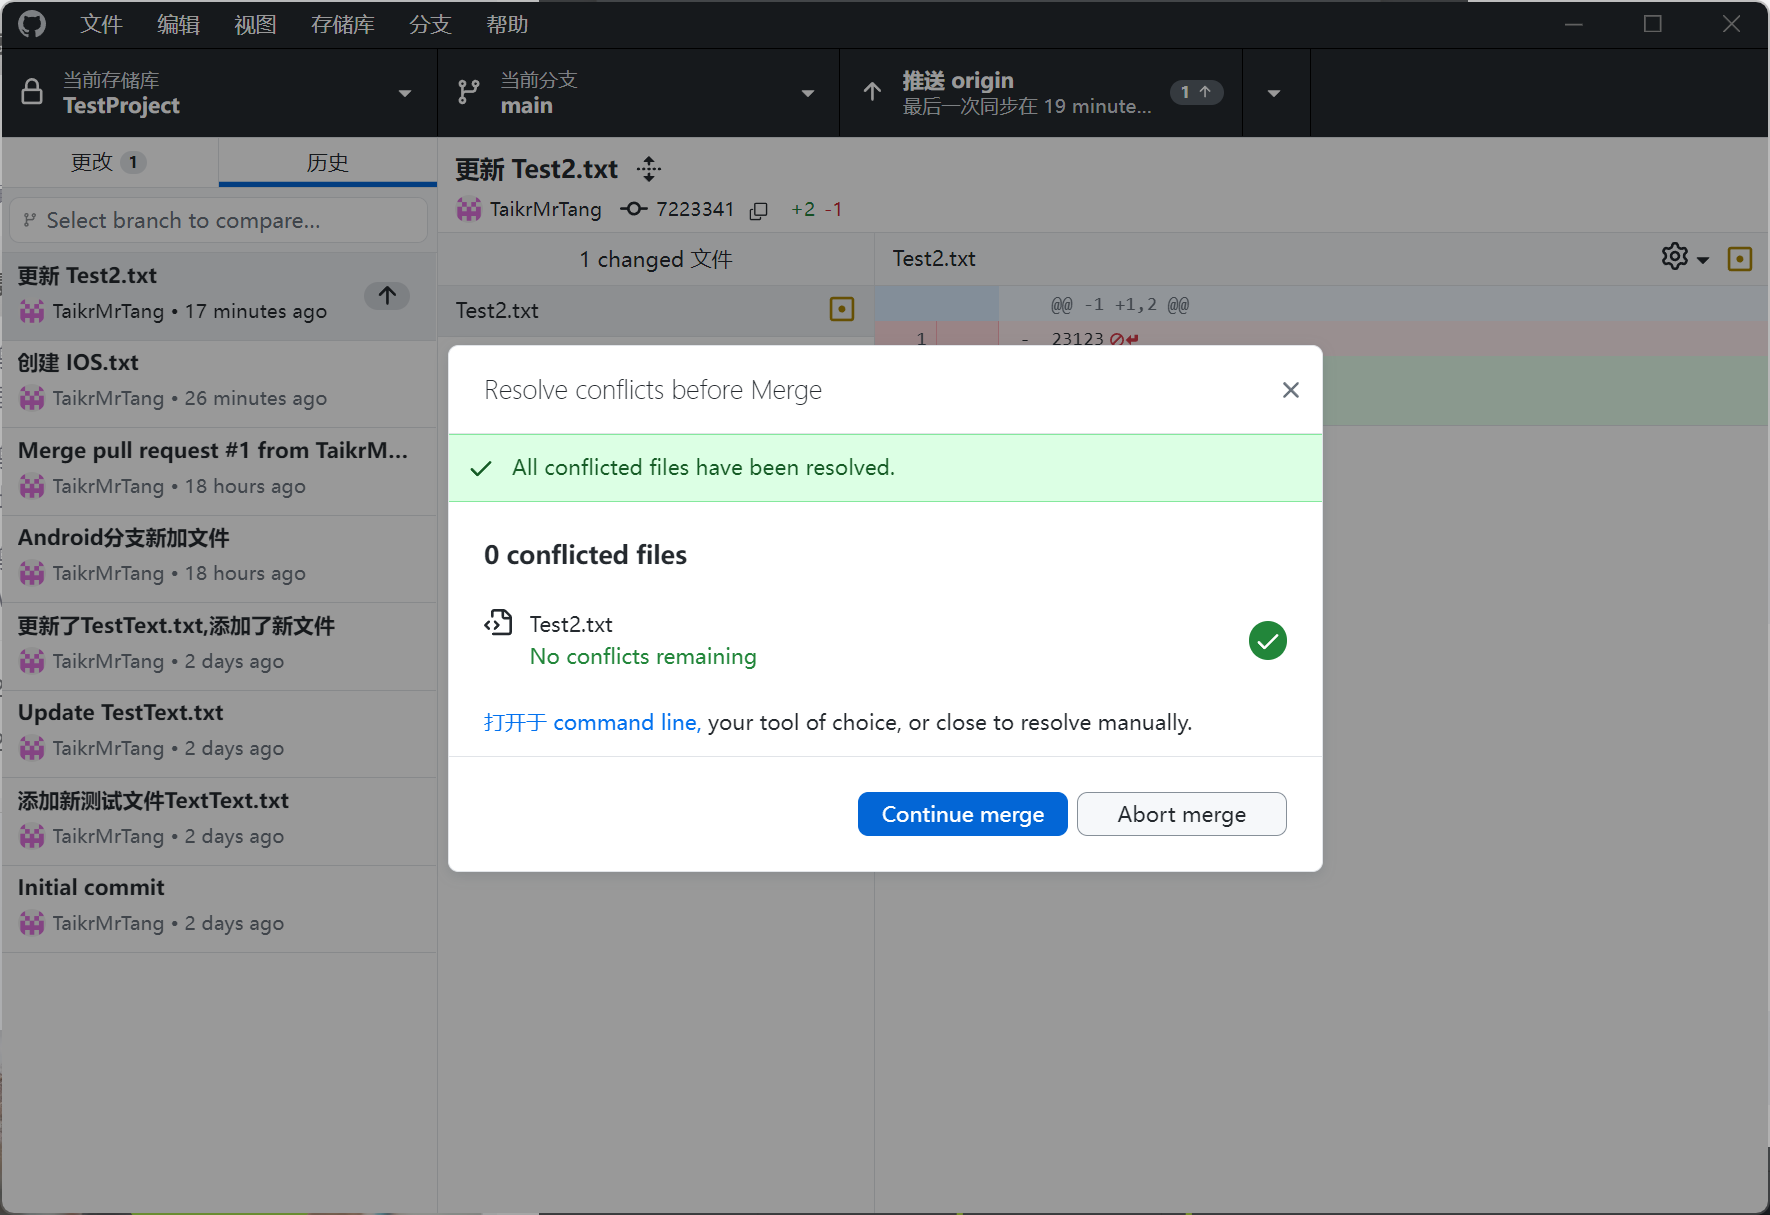 文件 编辑 视图 存储库 分支 帮助
当前存储库
TestProject
当前分支
main
推送 origin
最后一次同步在 19 minute...
1
更改 1
历史
Select branch to compare...
更新 Test2.txt
TaikrMrTang • 17 minutes ago
创建 IOS.txt
TaikrMrTang • 26 minutes ago
Merge pull request #1 from TaikrM...
TaikrMrTang • 18 hours ago
Android分支新加文件
TaikrMrTang • 18 hours ago
更新了TestText.txt,添加了新文件
TaikrMrTang • 2 days ago
Update TestText.txt
TaikrMrTang • 2 days ago
添加新测试文件TextText.txt
TaikrMrTang • 2 days ago
Initial commit
TaikrMrTang • 2 days ago
更新 Test2.txt
TaikrMrTang 7223341 +2 -1
1 changed 文件
Test2.txt
Test2.txt
@@ -1 +1,2 @@
1 - 23123
Resolve conflicts before Merge
All conflicted files have been resolved.
0 conflicted files
Test2.txt
No conflicts remaining
打开于 command line, your tool of choice, or close to resolve manually.
Continue merge
Abort merge